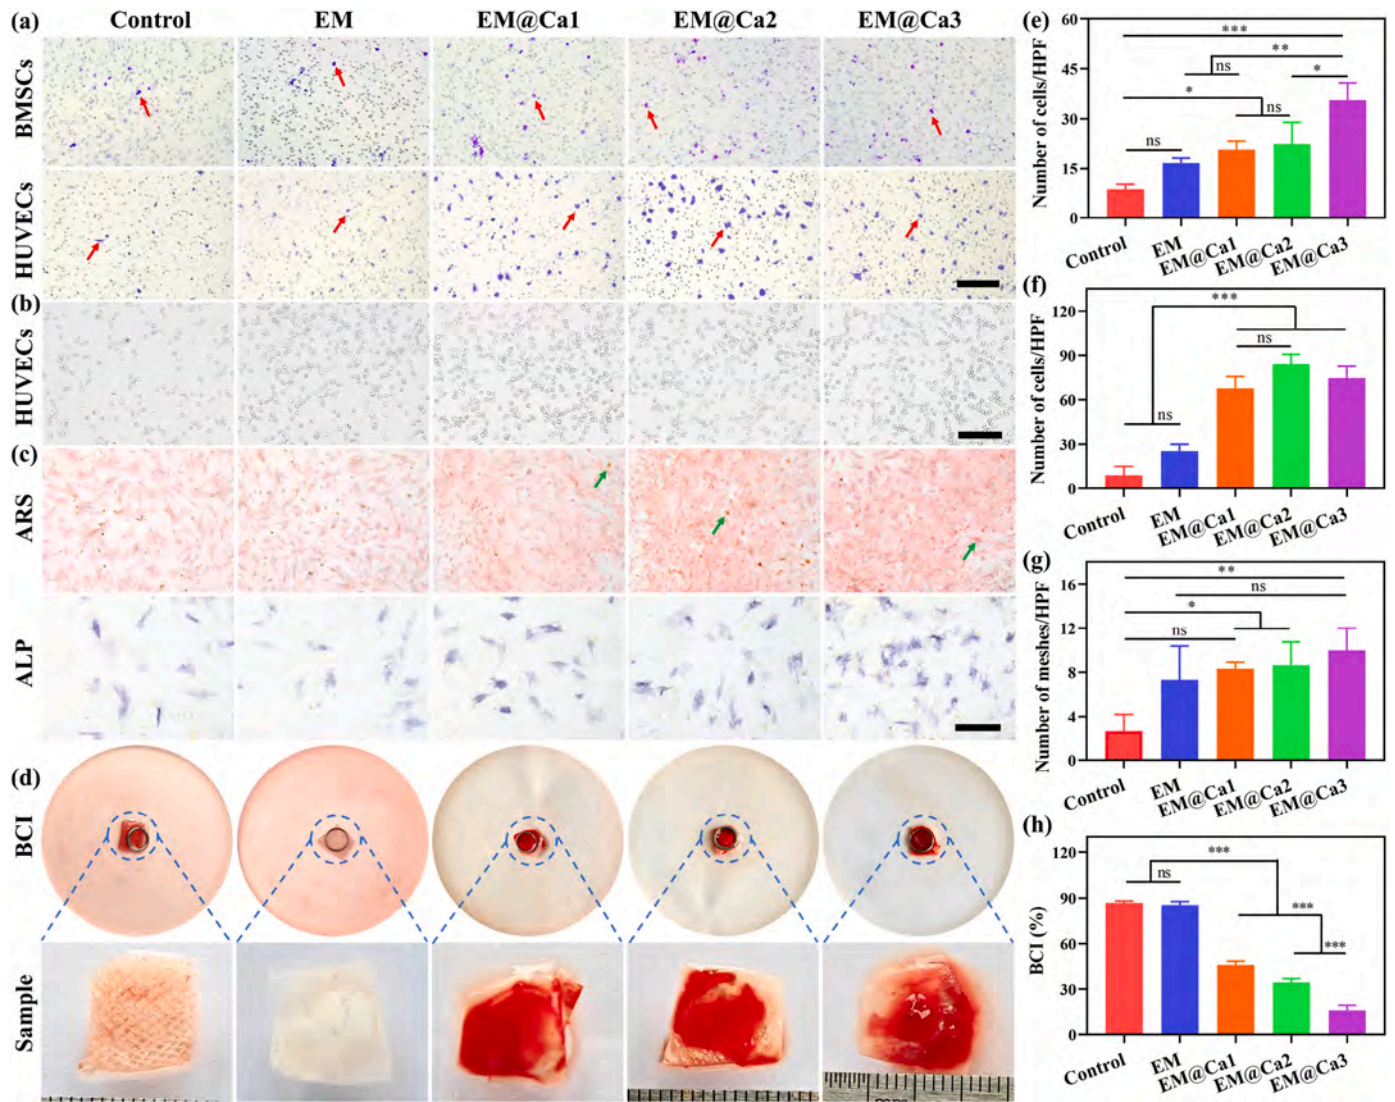 (a) Control EM EM@Ca1 EM@Ca2 EM@Ca3
BMSCs
HUVECs
(b)
HUVECs
(c)
ARS
ALP
(d)
BCI
Sample
(e)
Number of cells/HPF
60
45
30
15
0
***
**
ns
*
*
ns
ns
Control
EM
EM@Ca1
EM@Ca2
EM@Ca3
(f)
Number of cells/HPF
120
90
60
30
0
***
ns
ns
Control
EM
EM@Ca1
EM@Ca2
EM@Ca3
(g)
Number of meshes/HPF
16
12
8
4
0
**
ns
*
ns
Control
EM
EM@Ca1
EM@Ca2
EM@Ca3
(h)
BCI (%)
120
90
60
30
0
***
ns
***
***
Control
EM
EM@Ca1
EM@Ca2
EM@Ca3